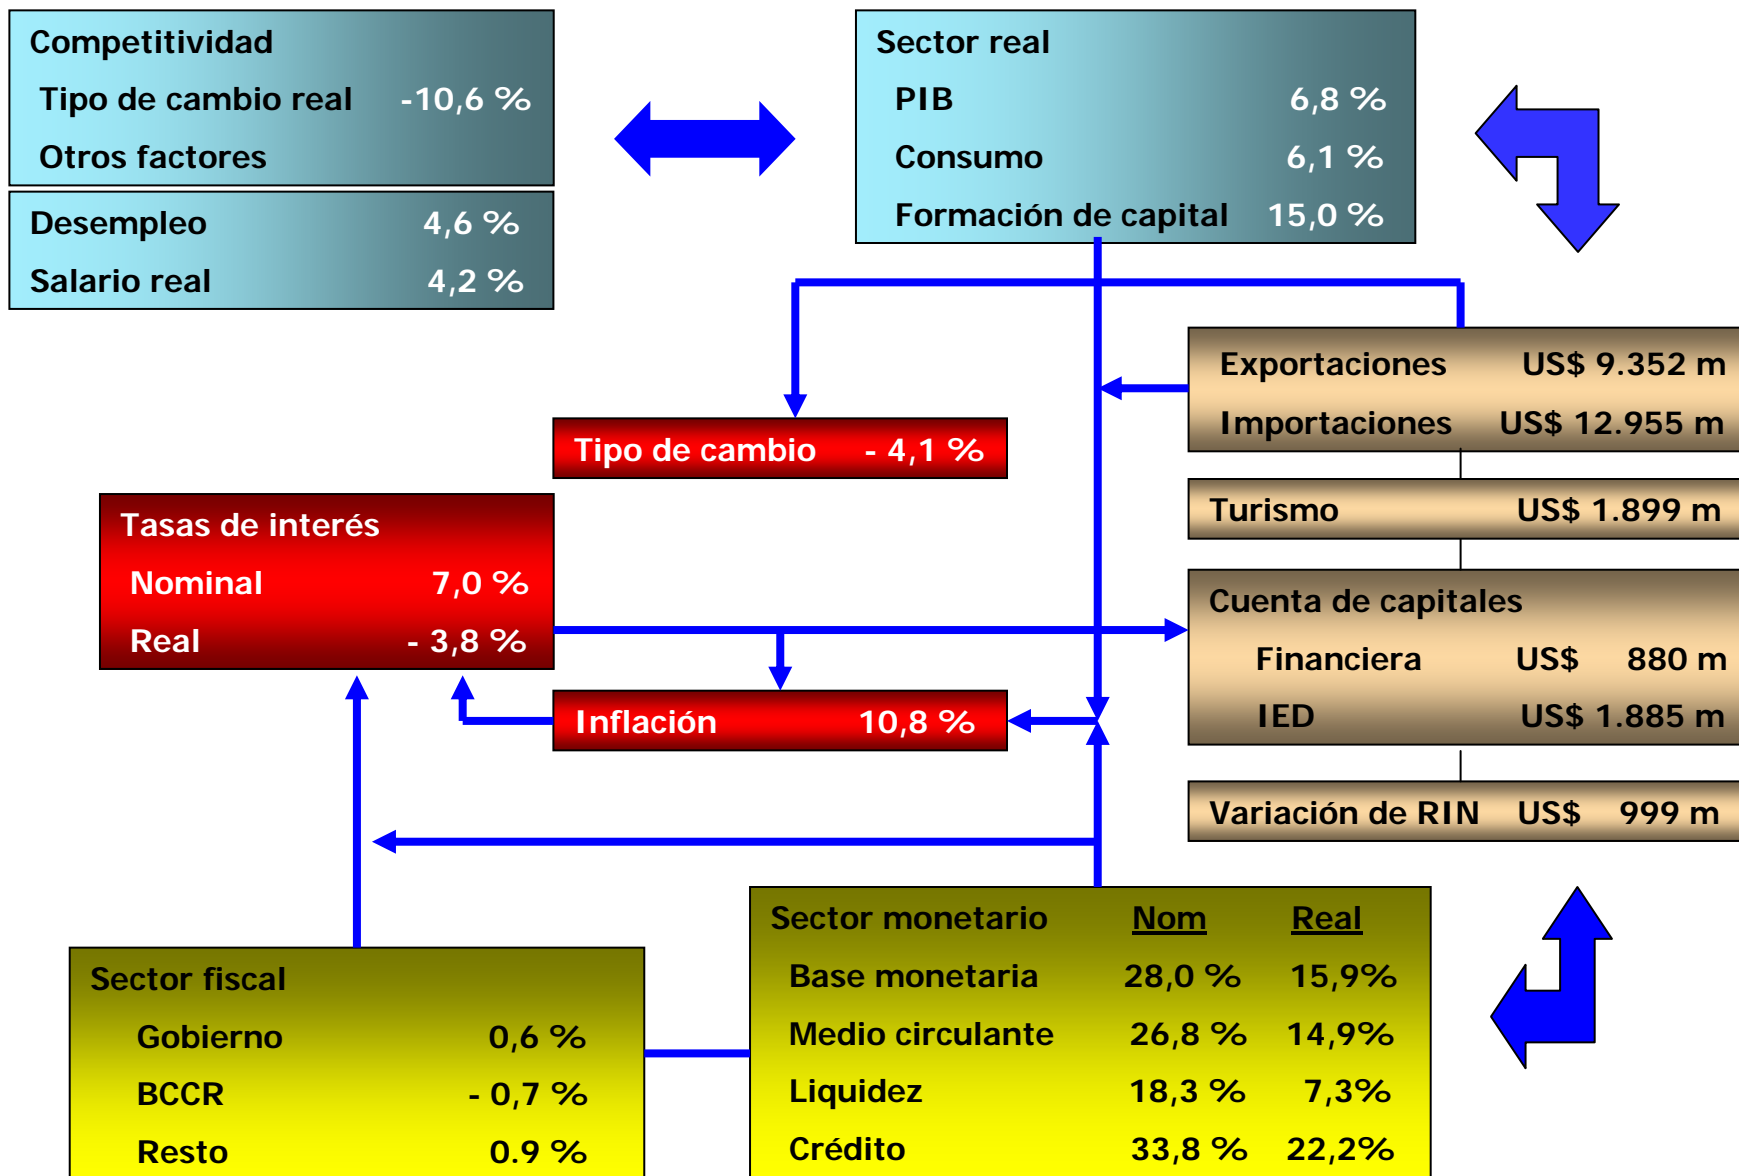 Competitividad
Tipo de cambio real -10,6 %
Otros factores
Desempleo 4,6 %
Salario real 4,2 %
Sector real
PIB 6,8 %
Consumo 6,1 %
Formación de capital 15,0 %
Exportaciones US$ 9.352 m
Importaciones US$ 12.955 m
Tipo de cambio - 4,1 %
Turismo US$ 1.899 m
Tasas de interés
Nominal 7,0 %
Real - 3,8 %
Cuenta de capitales
Financiera US$ 880 m
IED US$ 1.885 m
Inflación 10,8 %
Variación de RIN US$ 999 m
Sector fiscal
Gobierno 0,6 %
BCCR - 0,7 %
Resto 0.9 %
Sector monetario Nom Real
Base monetaria 28,0 % 15,9%
Medio circulante 26,8 % 14,9%
Liquidez 18,3 % 7,3%
Crédito 33,8 % 22,2%